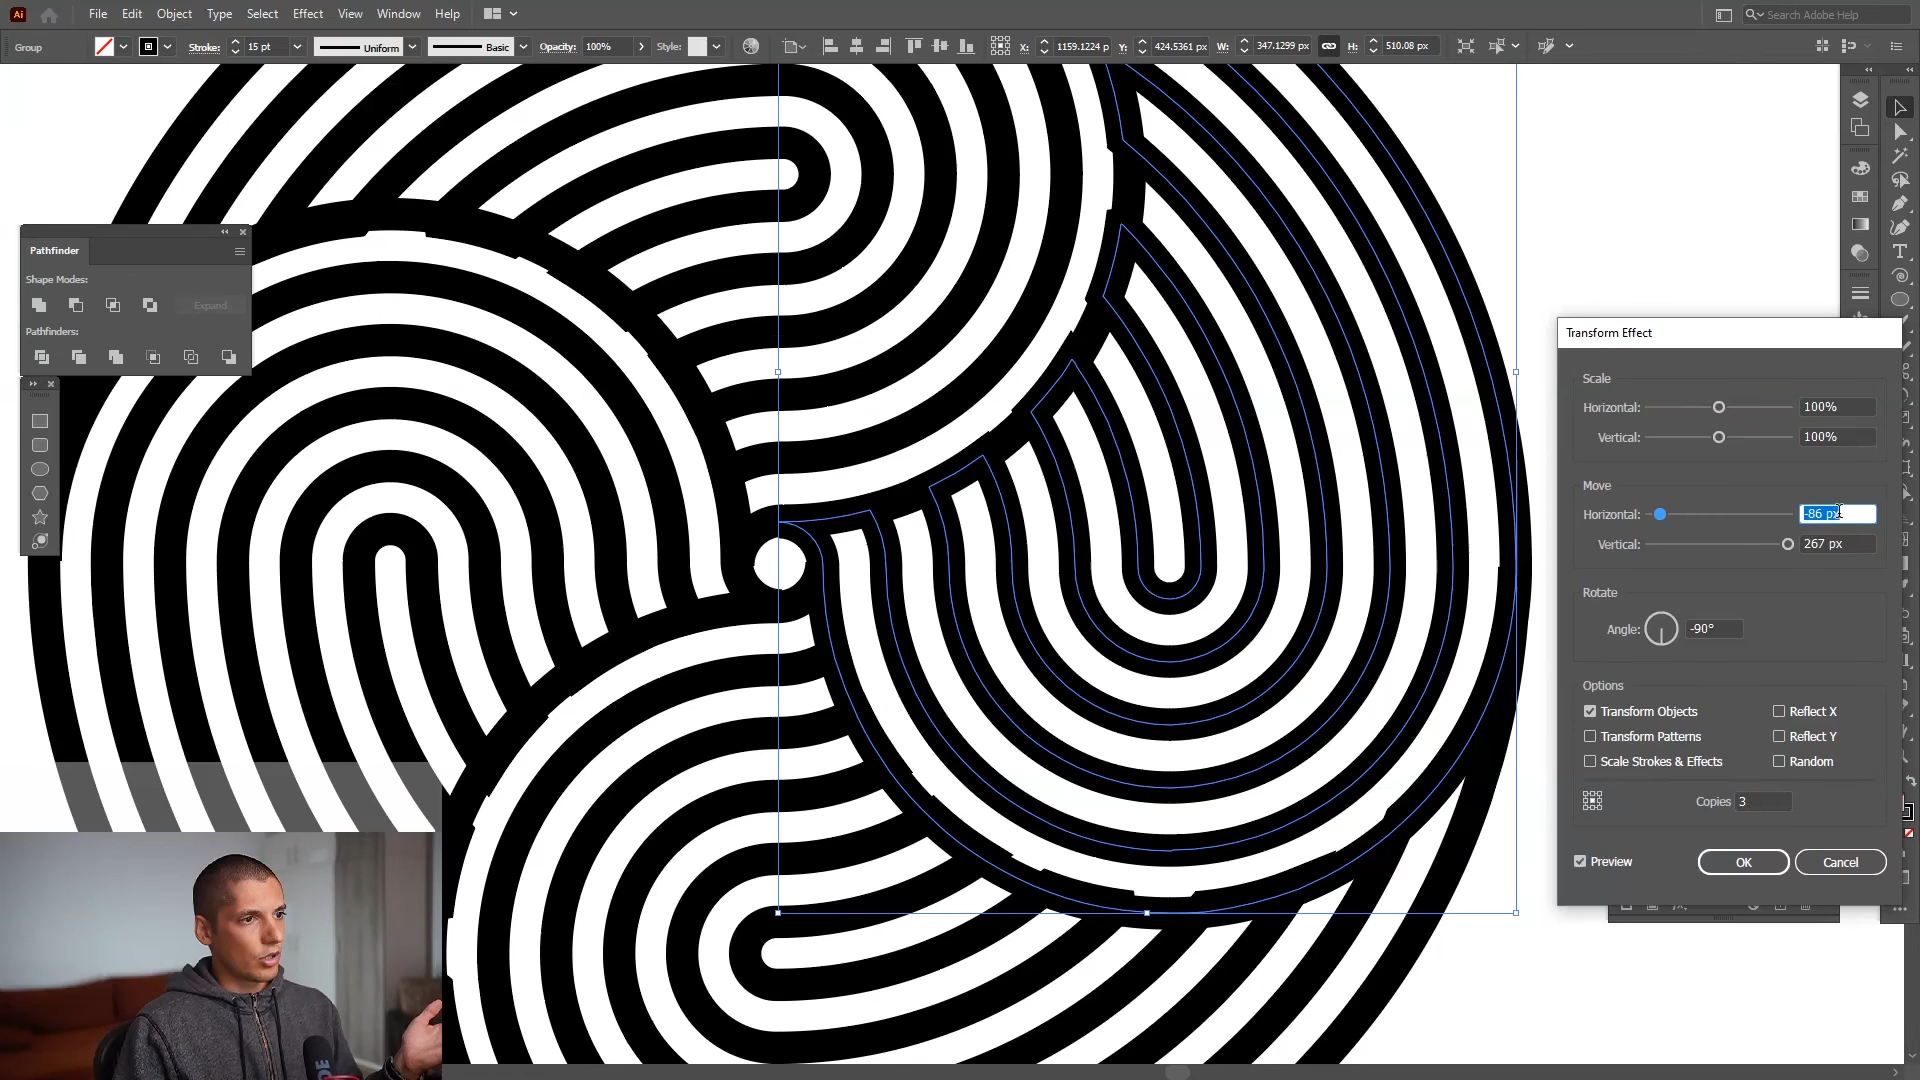 Ai File Edit Object Type Select Effect View Window Help Search Adobe Help
Group Stroke: 15 pt Uniform Basic Opacity: 100% Style: X: 1159.1224 p Y: 424.5361 px W: 347.1299 px H: 510.08 px
Pathfinder
Shape Modes:
Expand
Pathfinders:
Transform Effect
Scale
Horizontal: 100%
Vertical: 100%
Move
Horizontal: -86 px
Vertical: 267 px
Rotate
Angle: -90°
Options
Transform Objects Reflect X
Transform Patterns Reflect Y
Scale Strokes & Effects Random
Copies 3
Preview OK Cancel